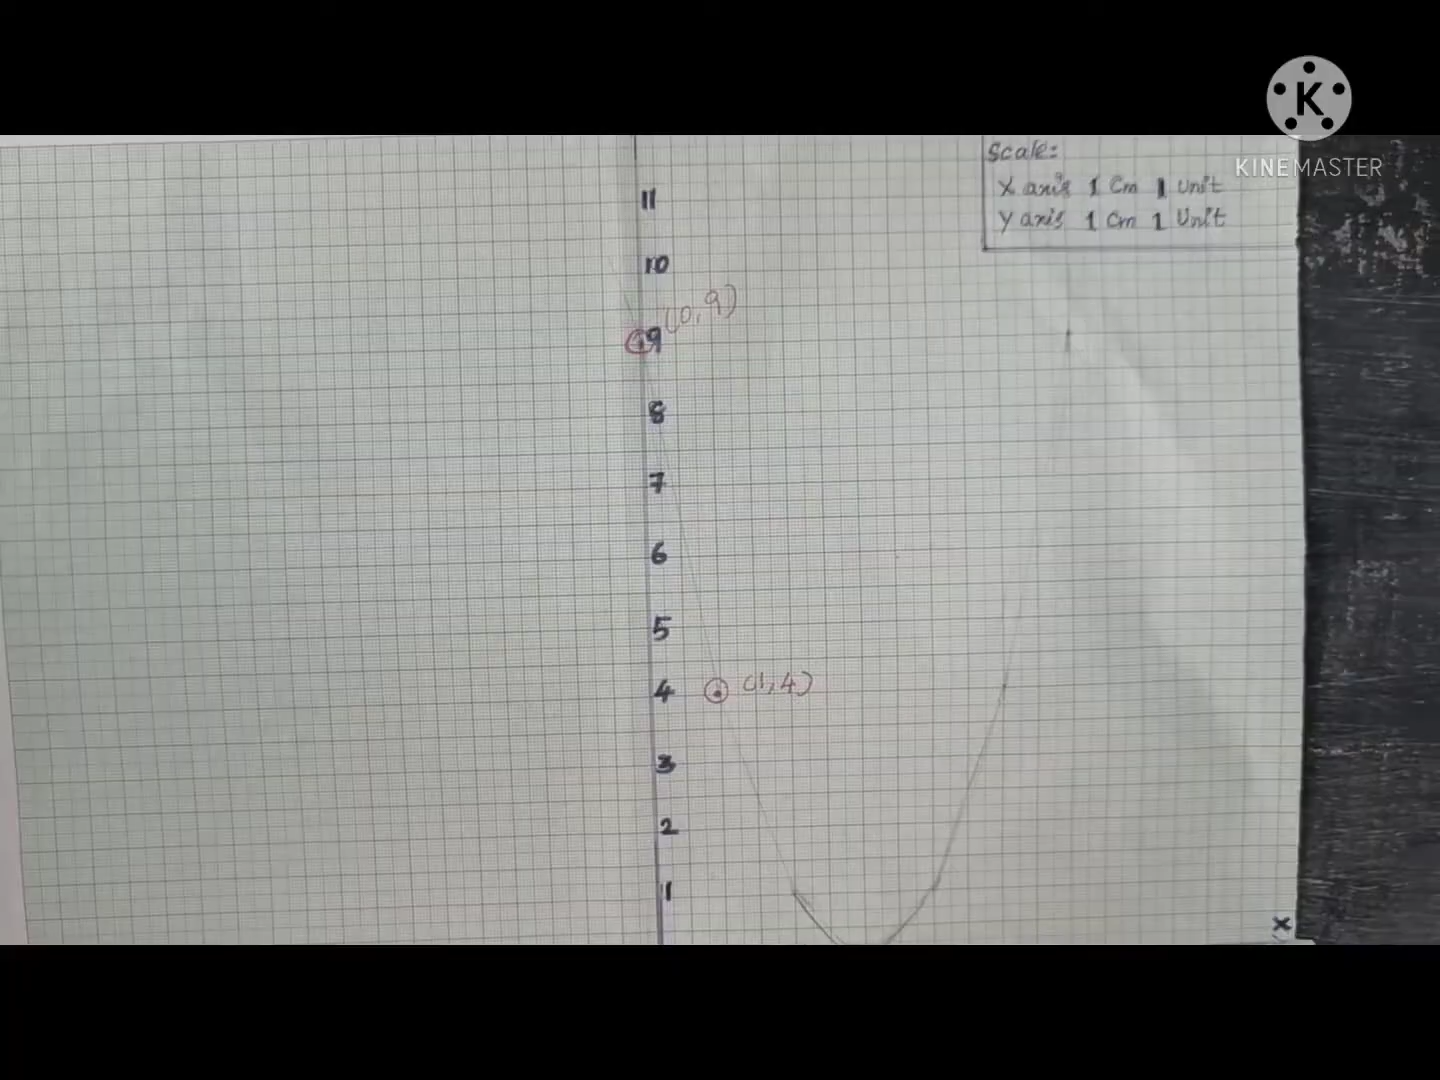 K
KINEMASTER
Scale:
X axis 1 Cm 1 Unit
Y axis 1 Cm 1 Unit
11
10
(0,9)
9
8
7
6
5
4 (1,4)
3
2
1
X